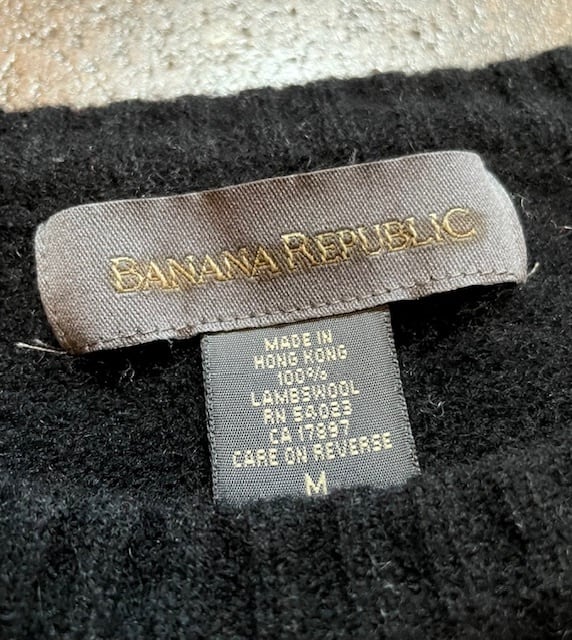 BANANA REPUBLIC
MADE IN
HONG KONG
100%
LAMBSWOOL
RN 54023
CA 17897
CARE ON REVERSE
M